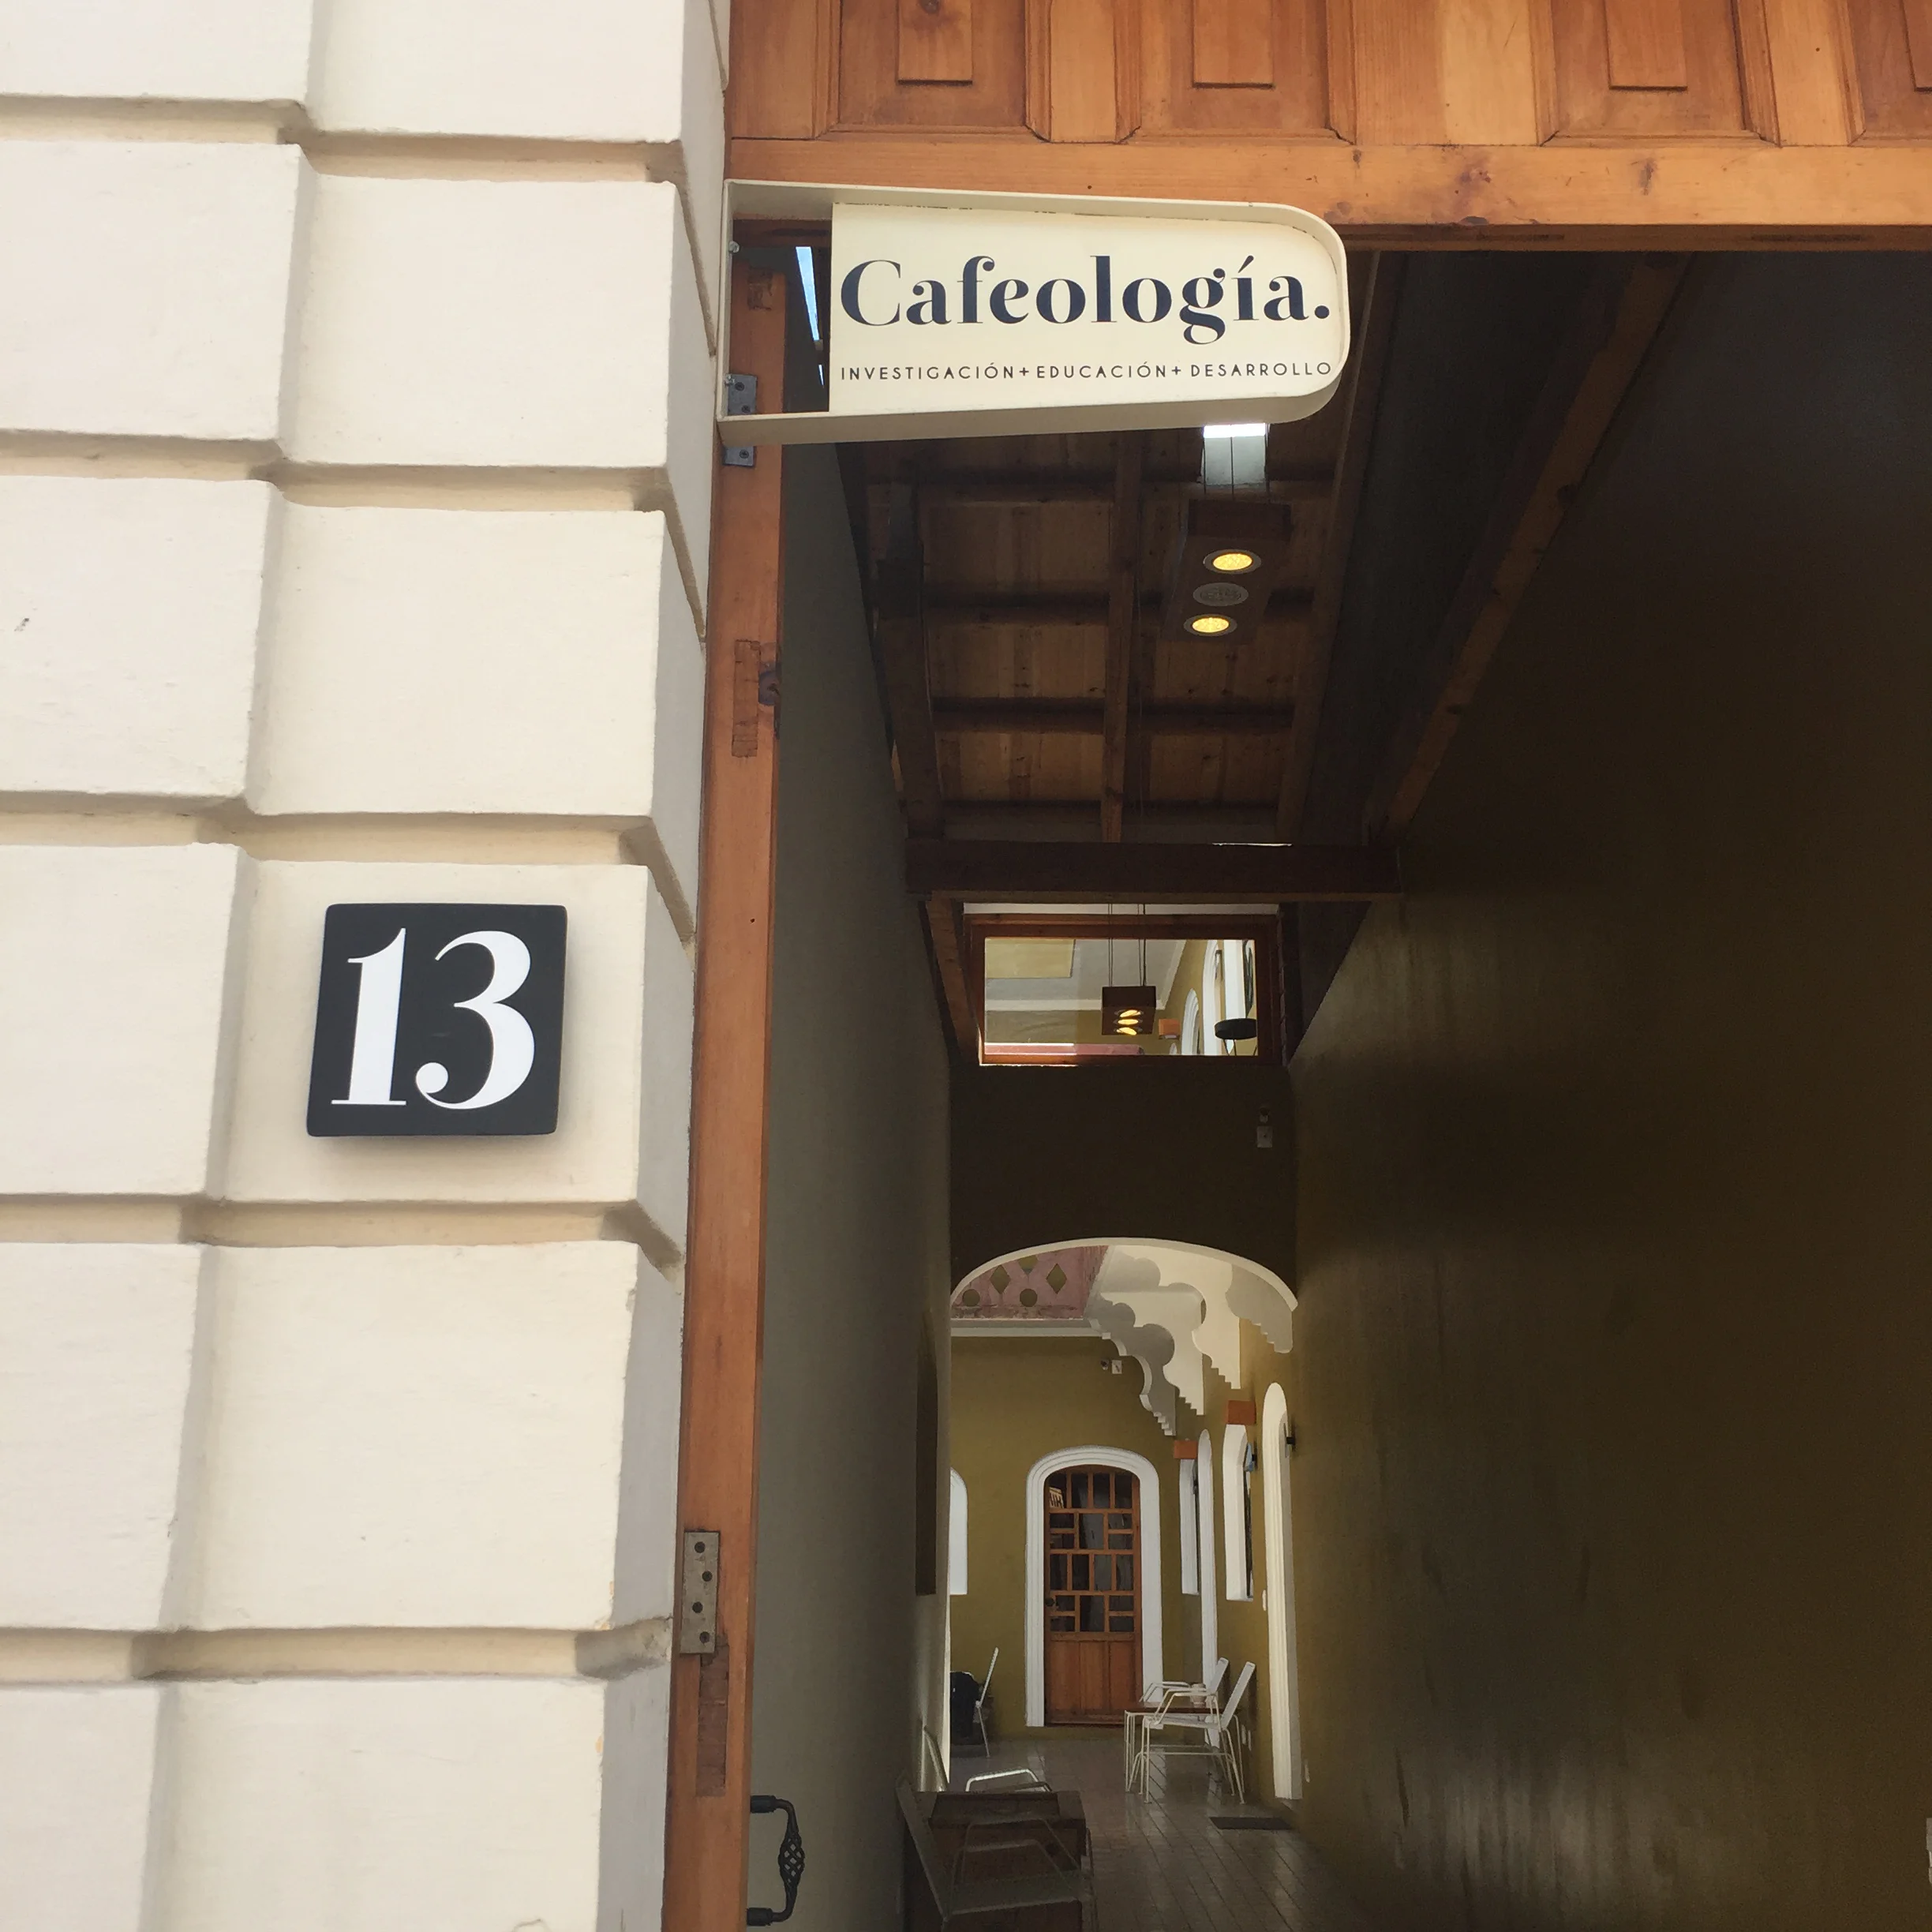 Cafeología.
INVESTIGACIÓN+EDUCACIÓN+DESARROLLO
13